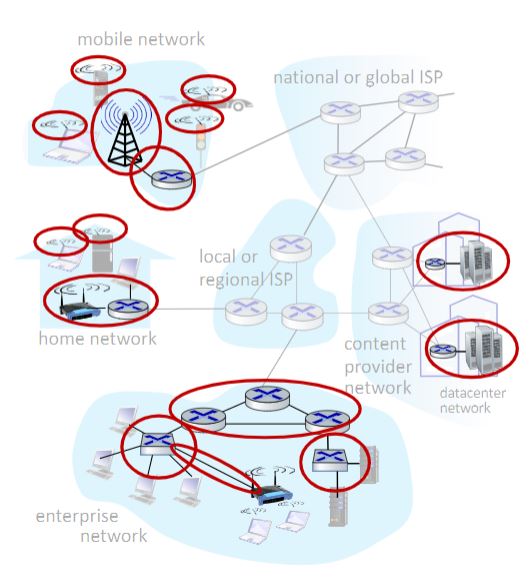 mobile network
national or global ISP
local or
regional ISP
home network
content
provider
network
datacenter
network
enterprise
network